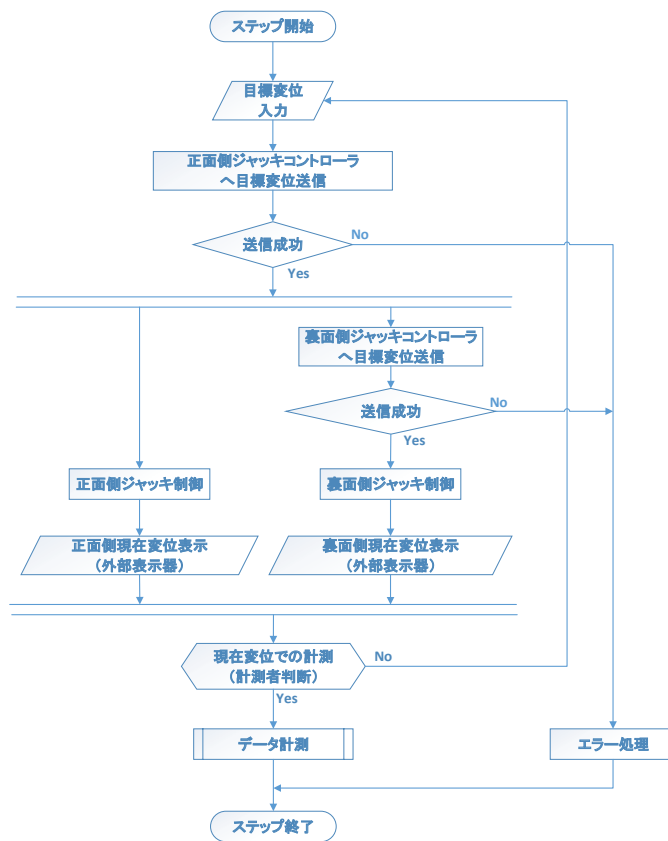 ステップ開始
目標変位
入力
正面側ジャッキコントローラ
へ目標変位送信
送信成功
No
Yes
裏面側ジャッキコントローラ
へ目標変位送信
送信成功
No
Yes
正面側ジャッキ制御
裏面側ジャッキ制御
正面側現在変位表示
（外部表示器）
裏面側現在変位表示
（外部表示器）
現在変位での計測
（計測者判断）
No
Yes
データ計測
エラー処理
ステップ終了